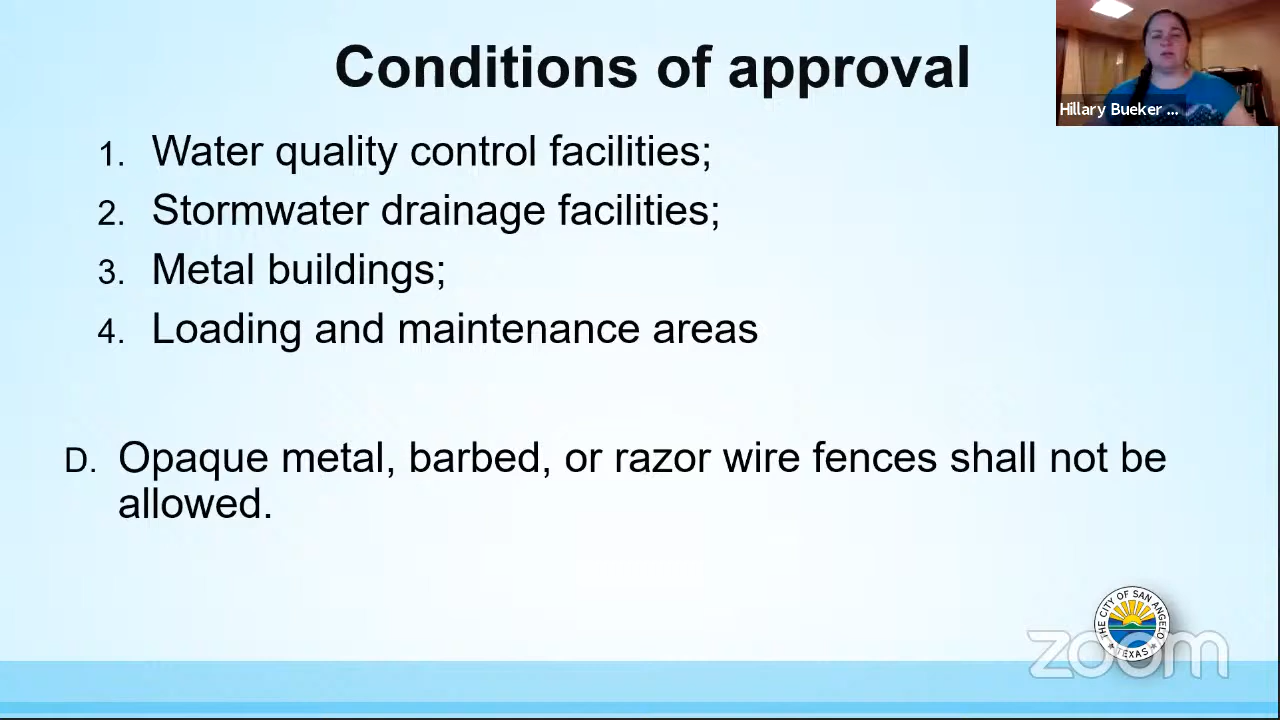 Conditions of approval
Hillary Bueker ...
1. Water quality control facilities;
2. Stormwater drainage facilities;
3. Metal buildings;
4. Loading and maintenance areas
D. Opaque metal, barbed, or razor wire fences shall not be
allowed.
THE CITY OF SAN ANGELO
TEXAS
zoom